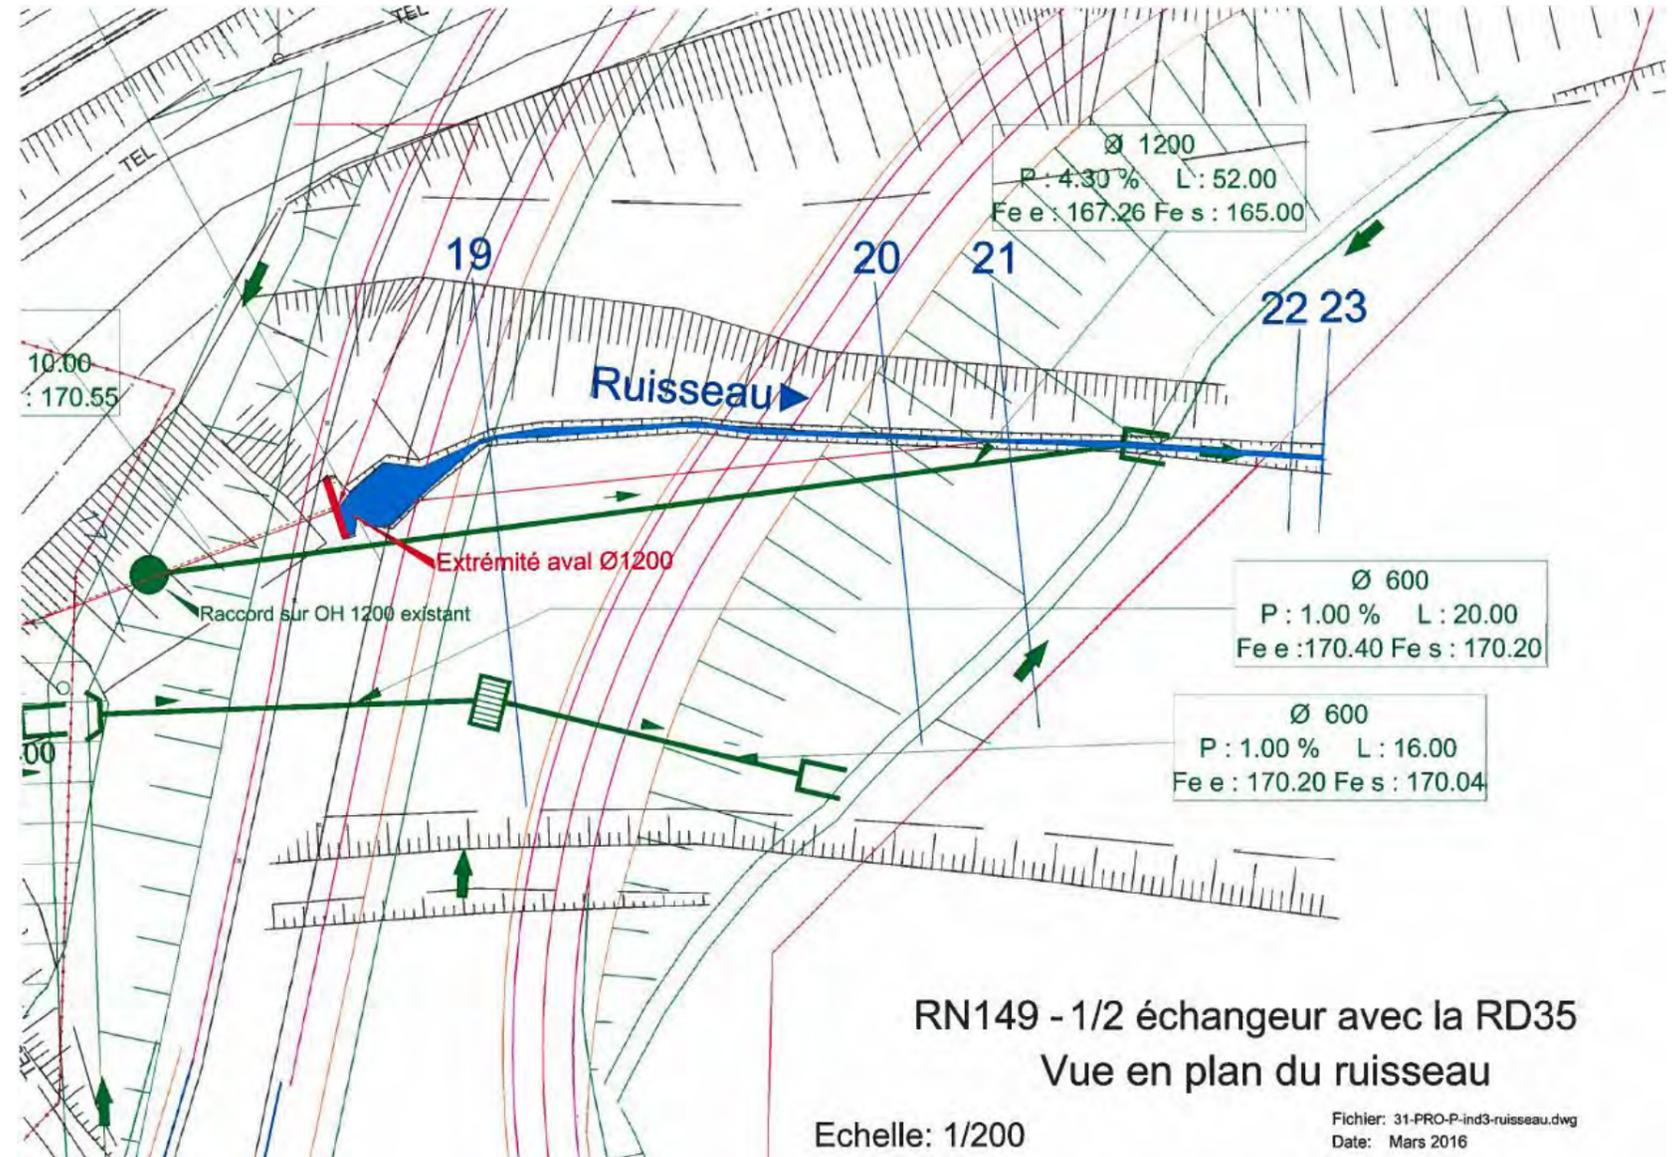 TEL
TEL
Ø 1200
P : 4.30 % L : 52.00
Fe e : 167.26 Fe s : 165.00
19
20
21
22
23
10.00
: 170.55
Ruisseau
Extrémité aval Ø1200
Raccord sur OH 1200 existant
Ø 600
P : 1.00 % L : 20.00
Fe e :170.40 Fe s : 170.20
Ø 600
P : 1.00 % L : 16.00
Fe e : 170.20 Fe s : 170.04
00
RN149 - 1/2 échangeur avec la RD35
Vue en plan du ruisseau
Echelle: 1/200
Fichier: 31-PRO-P-ind3-ruisseau.dwg
Date: Mars 2016